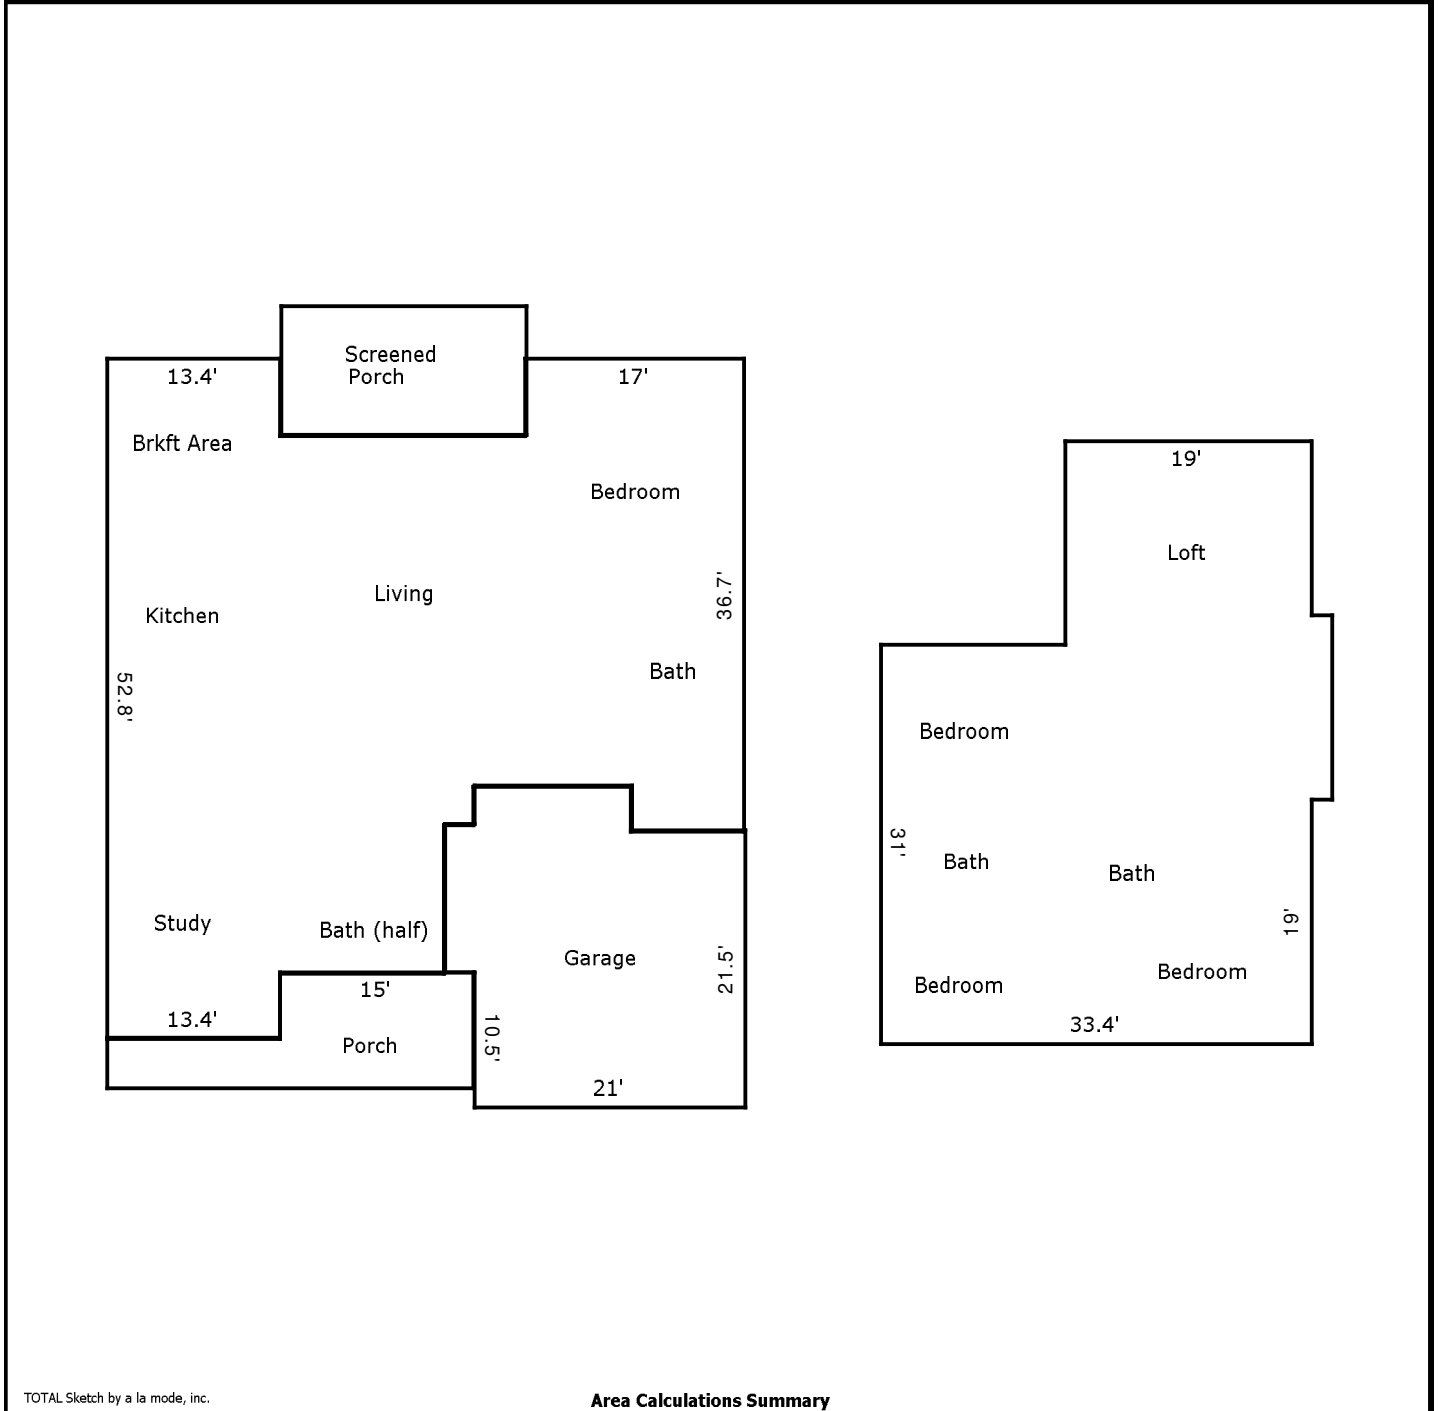 Screened
Porch
13.4'
17'
Brkft Area
19'
Bedroom
Loft
36.7'
Living
Kitchen
Bath
52.8'
Bedroom
31'
Bath
Bath
Study
Bath (half)
19'
Garage
21.5'
Bedroom
Bedroom
15'
13.4'
10.5'
33.4'
Porch
21'
TOTAL Sketch by a la mode, inc.
Area Calculations Summary